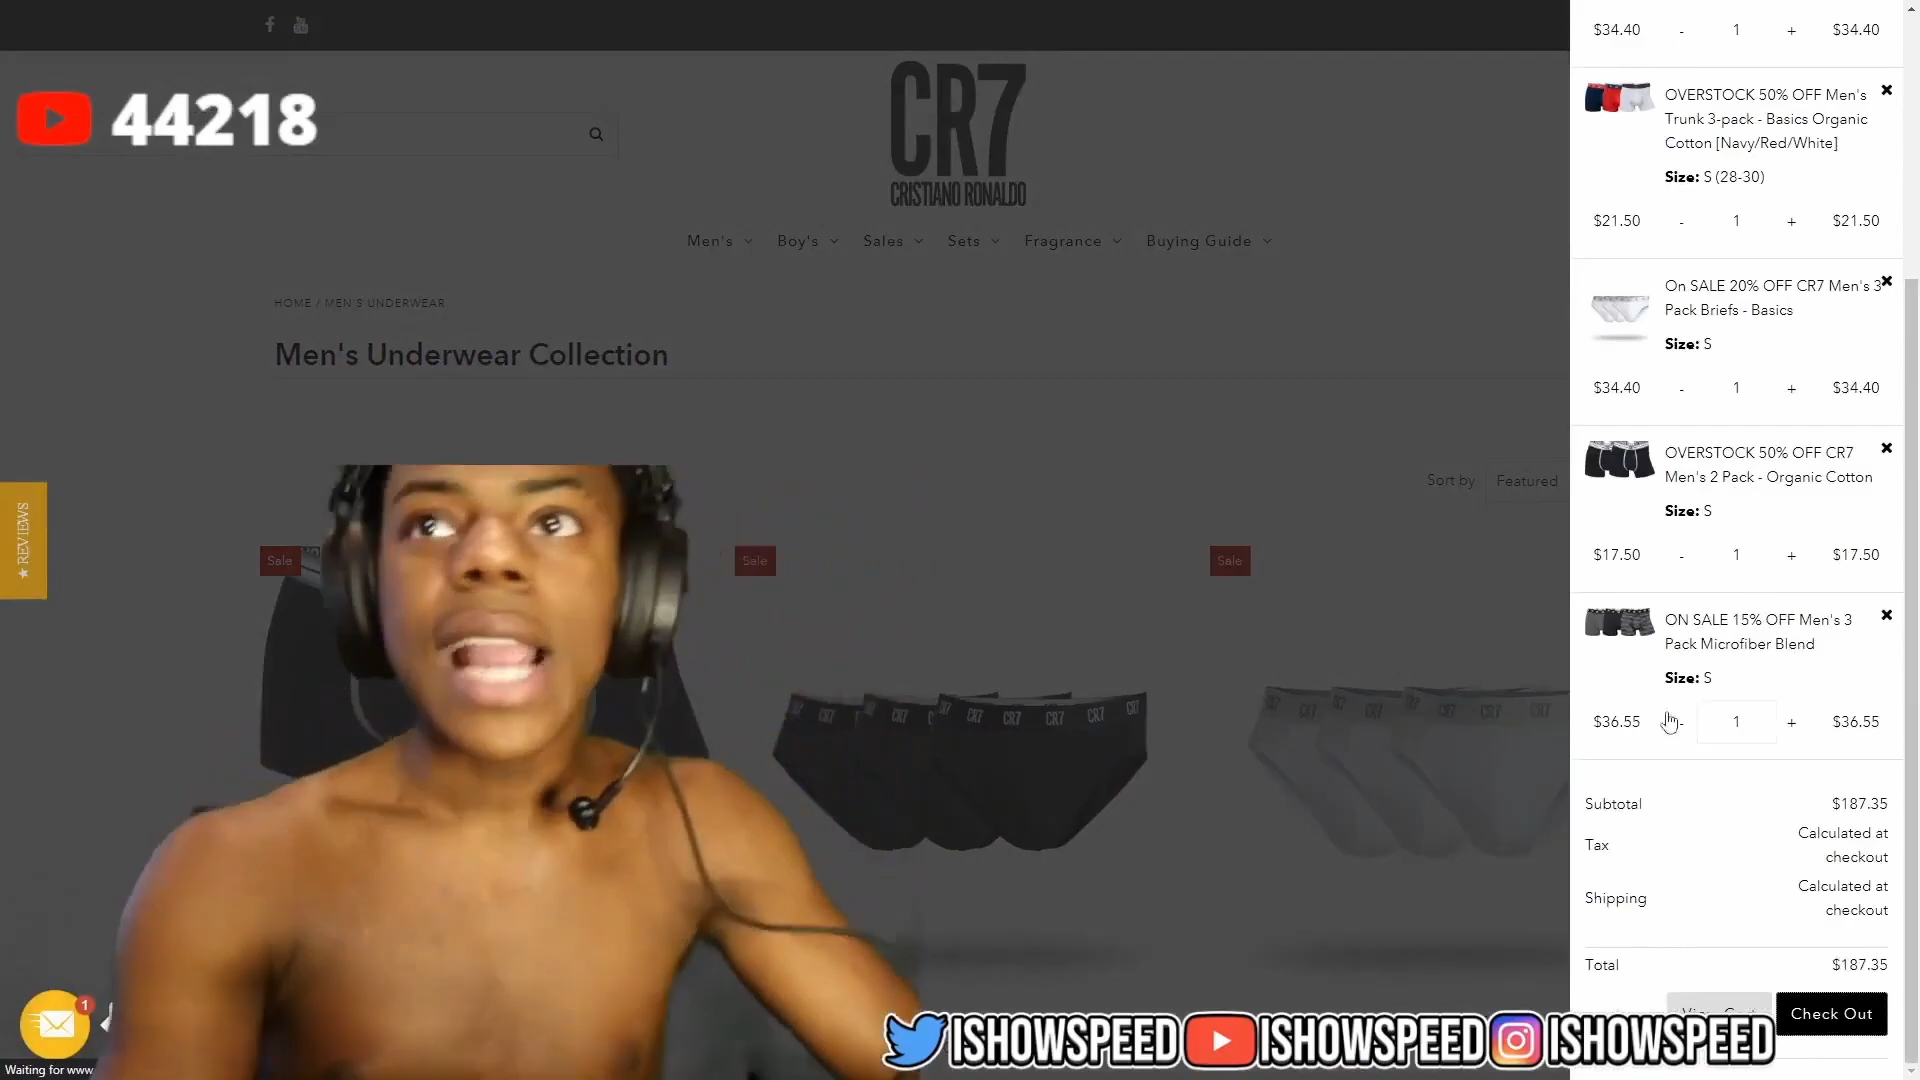 44218
CR7
CRISTIANO RONALDO
Men's
Boy's
Sales
Sets
Fragrance
Buying Guide
HOME / MEN'S UNDERWEAR
Men's Underwear Collection
Sort by
Featured
★ REVIEWS
Sale
Sale
Sale
CR7 CR7
CR7 CR7 CR7 CR7
1
Waiting for www
$34.40 - 1 + $34.40
OVERSTOCK 50% OFF Men's
Trunk 3-pack - Basics Organic
Cotton [Navy/Red/White]
Size: S (28-30)
$21.50 - 1 + $21.50
On SALE 20% OFF CR7 Men's 3
Pack Briefs - Basics
Size: S
$34.40 - 1 + $34.40
OVERSTOCK 50% OFF CR7
Men's 2 Pack - Organic Cotton
Size: S
$17.50 - 1 + $17.50
ON SALE 15% OFF Men's 3
Pack Microfiber Blend
Size: S
$36.55 - 1 + $36.55
Subtotal $187.35
Tax Calculated at
checkout
Shipping Calculated at
checkout
Total $187.35
Check Out
ISHOWSPEED ISHOWSPEED ISHOWSPEED